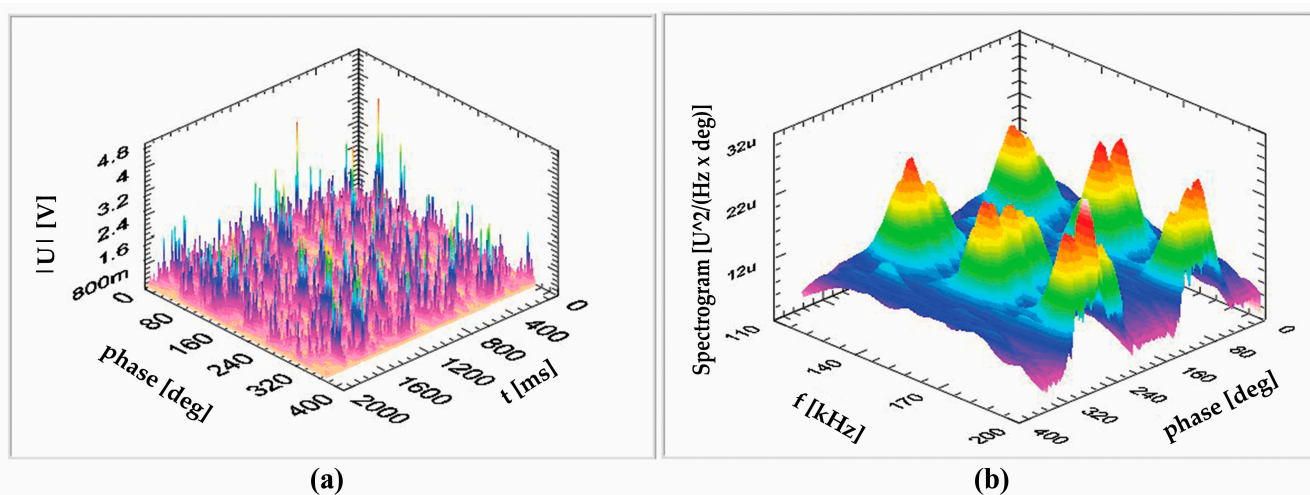 |U| [V]
4.8
4
3.2
2.4
1.6
800m
0
80
160
240
320
400
phase [deg]
2000
1600
1200
800
400
0
t [ms]
(a)
Spectrogram [U^2/(Hz x deg)]
32u
22u
12u
110
140
170
200
f [kHz]
400
320
240
160
80
0
phase [deg]
(b)